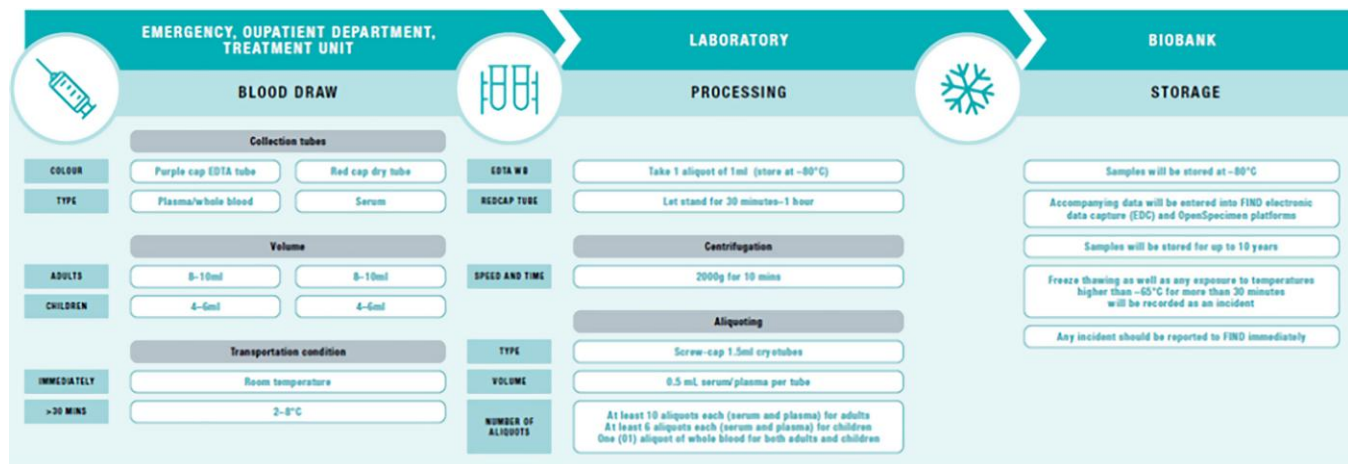 EMERGENCY, OUPATIENT DEPARTMENT,
TREATMENT UNIT
BLOOD DRAW
Collection tubes
COLOUR
Purple cap EDTA tube
Red cap dry tube
TYPE
Plasma/whole blood
Serum
Volume
ADULTS
8–10ml
8–10ml
CHILDREN
4–6ml
4–6ml
Transportation condition
IMMEDIATELY
Room temperature
>30 MINS
2–8°C
LABORATORY
PROCESSING
EDTA WB
Take 1 aliquot of 1ml (store at –80°C)
REDCAP TUBE
Let stand for 30 minutes–1 hour
Centrifugation
SPEED AND TIME
2000g for 10 mins
Aliquoting
TYPE
Screw-cap 1.5ml cryotubes
VOLUME
0.5 mL serum/plasma per tube
NUMBER OF
ALIQUOTS
At least 10 aliquots each (serum and plasma) for adults
At least 6 aliquots each (serum and plasma) for children
One (01) aliquot of whole blood for both adults and children
BIOBANK
STORAGE
Samples will be stored at –80°C
Accompanying data will be entered into FIND electronic
data capture (EDC) and OpenSpecimen platforms
Samples will be stored for up to 10 years
Freeze thawing as well as any exposure to temperatures
higher than –65°C for more than 30 minutes
will be recorded as an incident
Any incident should be reported to FIND immediately